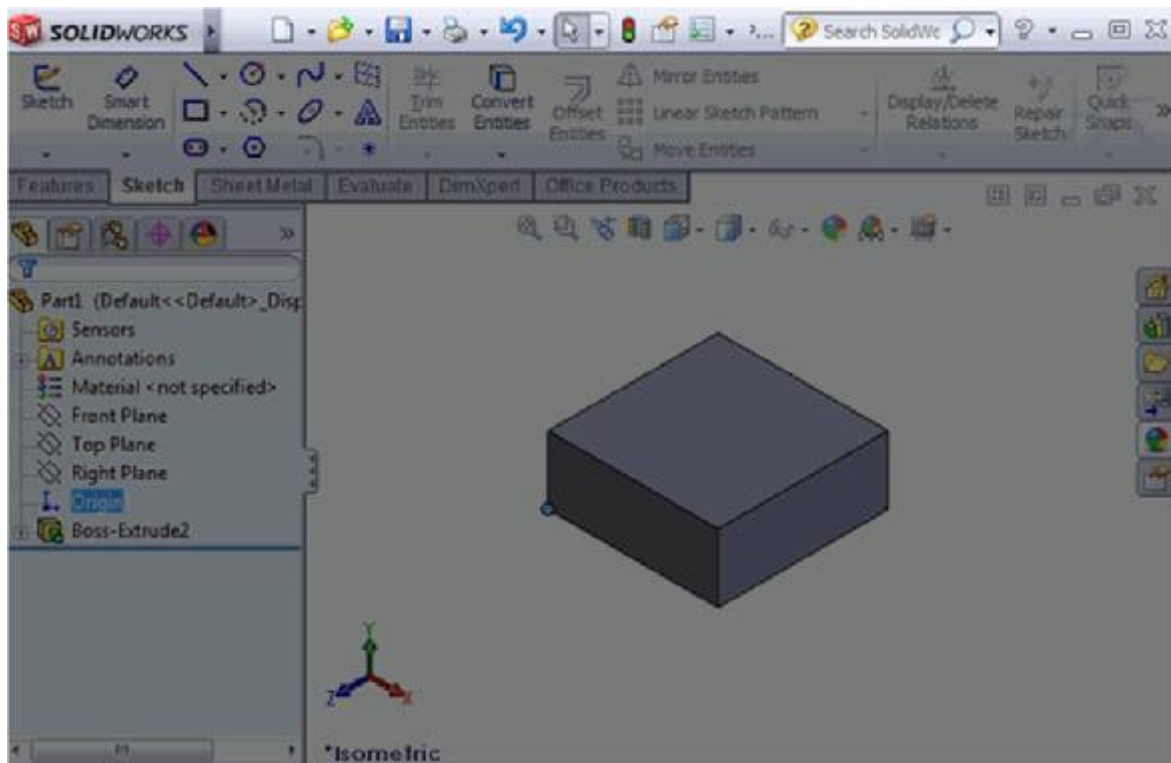 SOLIDWORKS
Search SolidWo
Sketch
Smart Dimension
Trim Entities
Convert Entities
Offset Entities
Mirror Entities
Linear Sketch Pattern
Move Entities
Display/Delete Relations
Repair Sketch
Quick Snaps
Features Sketch Sheet Metal Evaluate DimXpert Office Products
Part1 (Default<<Default>_Disp
Sensors
Annotations
Material <not specified>
Front Plane
Top Plane
Right Plane
Origin
Boss-Extrude2
Y
Z X
*Isometric